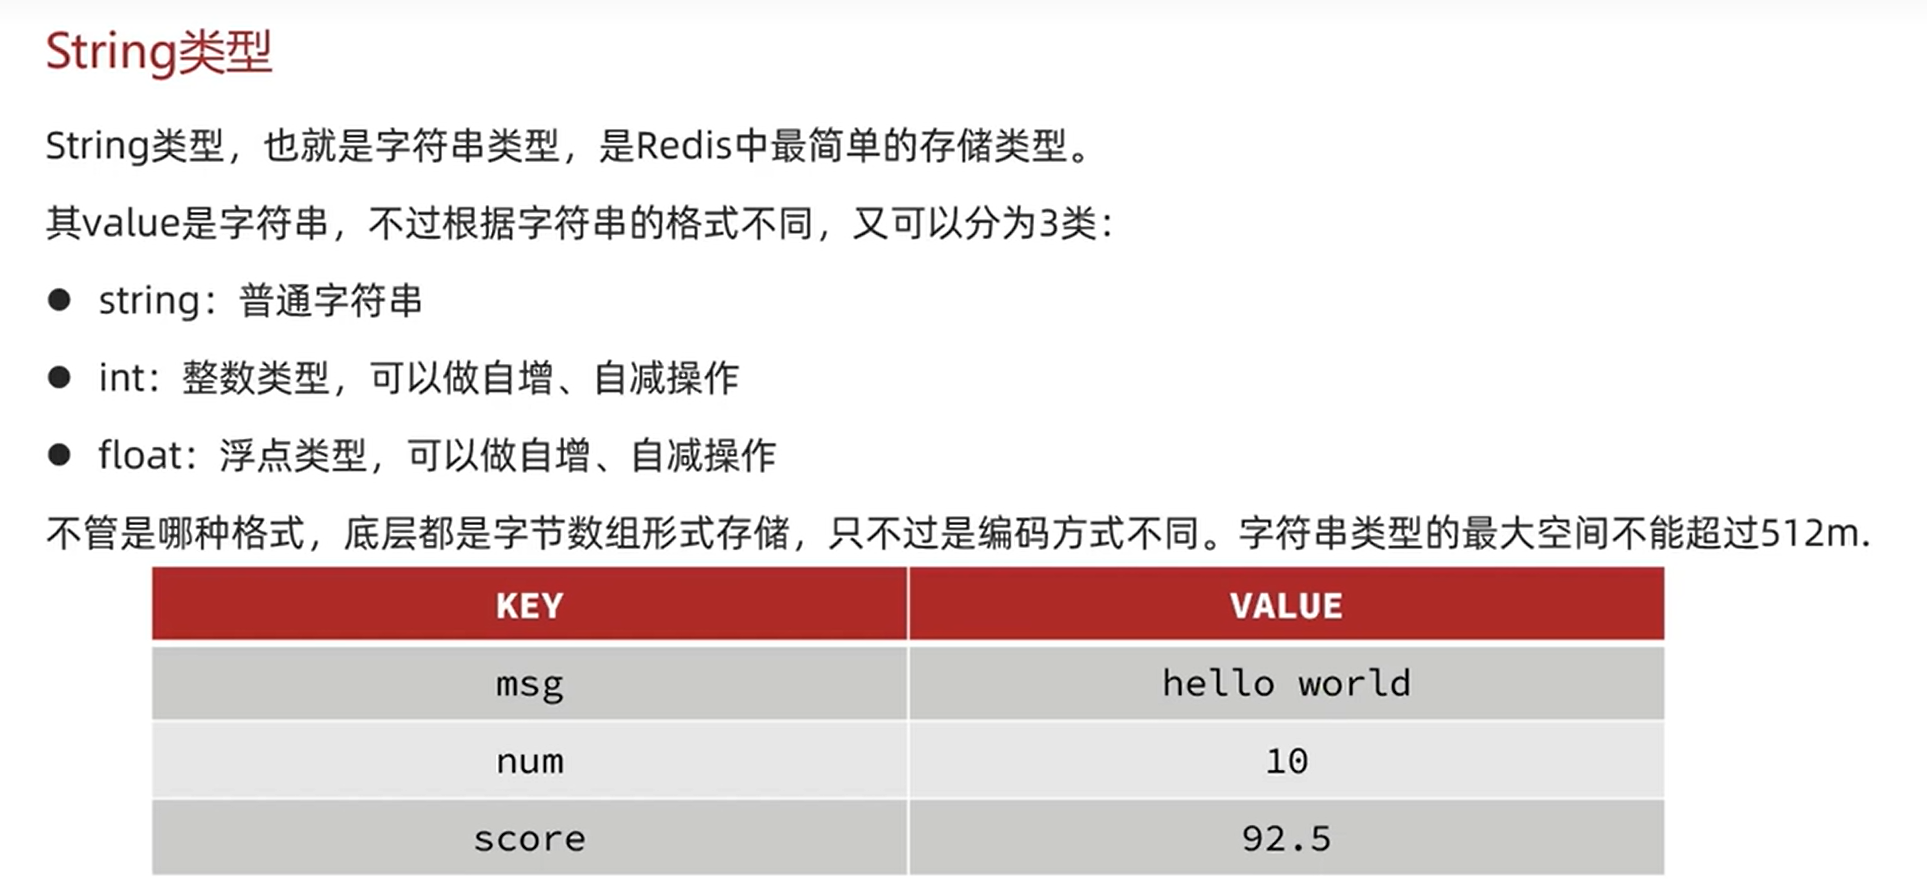 String类型
String类型，也就是字符串类型，是Redis中最简单的存储类型。
其value是字符串，不过根据字符串的格式不同，又可以分为3类：
● string：普通字符串
● int：整数类型，可以做自增、自减操作
● float：浮点类型，可以做自增、自减操作
不管是哪种格式，底层都是字节数组形式存储，只不过是编码方式不同。字符串类型的最大空间不能超过512m.
KEY VALUE
msg hello world
num 10
score 92.5